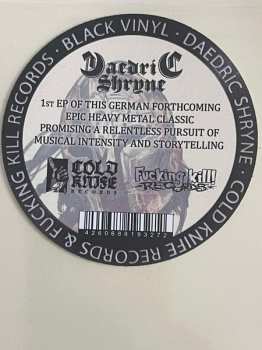 COLD KNIFE RECORDS & FUCKING KILL RECORDS · BLACK VINYL · DAEDRIC SHRYNE ·
Daedric
Shryne
1ST EP OF THIS GERMAN FORTHCOMING
EPIC HEAVY METAL CLASSIC
PROMISING A RELENTLESS PURSUIT OF
MUSICAL INTENSITY AND STORYTELLING
COLD
KNIFE
RECORDS
Fucking Kill!
RECORDS
4260688193272